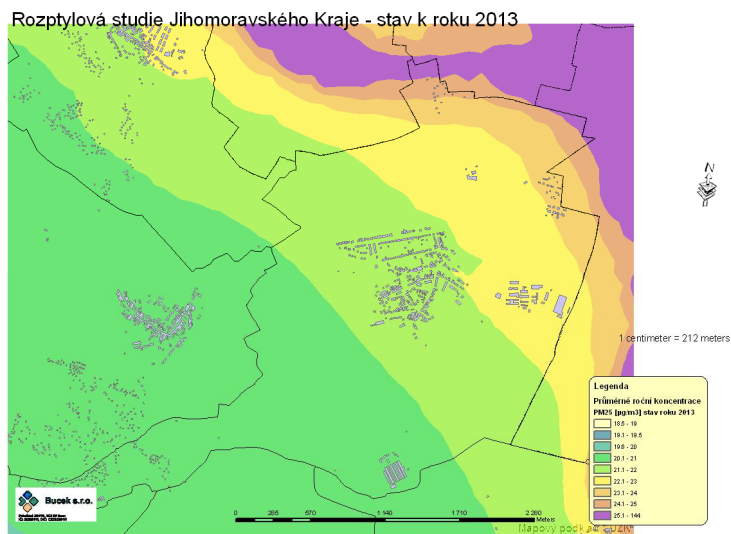 Rozptylová studie Jihomoravského Kraje - stav k roku 2013
N
1 centimeter = 212 meters
Legenda
Průměrné roční koncentrace
PM25 [µg/m3] stav roku 2013
18.5 - 19
19.1 - 19.5
19.6 - 20
20.1 - 21
21.1 - 22
22.1 - 23
23.1 - 24
24.1 - 25
25.1 - 144
Bucek s.r.o.
0 285 570 1 140 1 710 2 280
Meters
Mapový podk